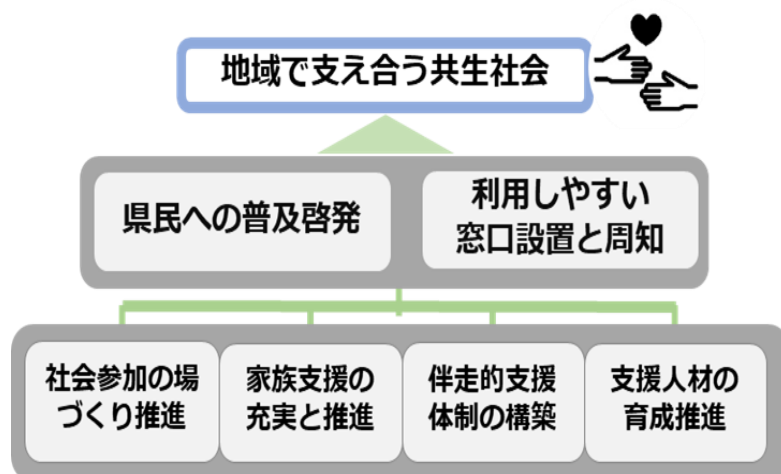 地域で支え合う共生社会
県民への普及啓発
利用しやすい
窓口設置と周知
社会参加の場
づくり推進
家族支援の
充実と推進
伴走的支援
体制の構築
支援人材の
育成推進